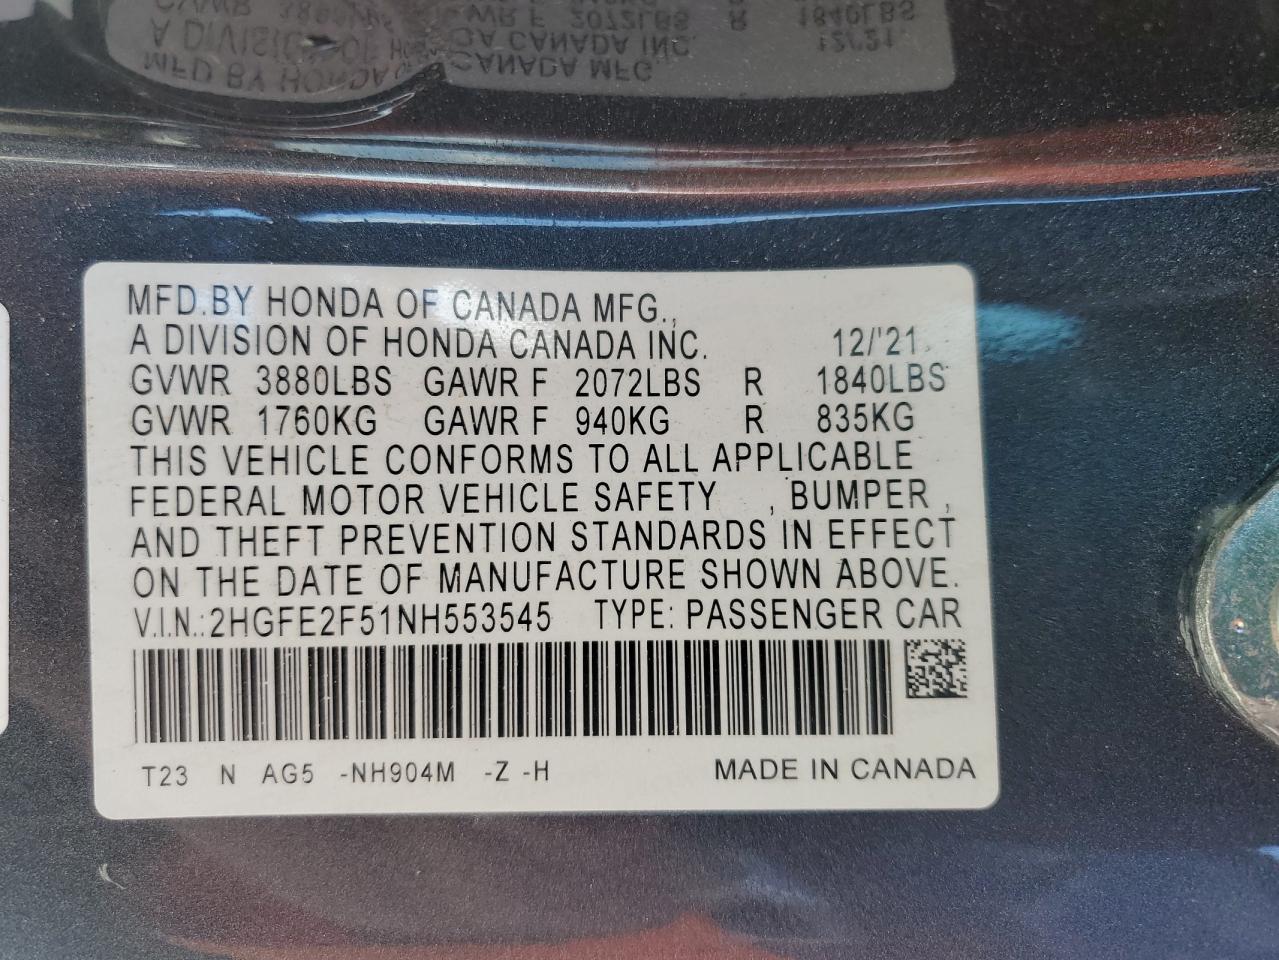 MFD.BY HONDA OF CANADA MFG.,
A DIVISION OF HONDA CANADA INC. 12/'21
GVWR 3880LBS GAWR F 2072LBS R 1840LBS
GVWR 1760KG GAWR F 940KG R 835KG
THIS VEHICLE CONFORMS TO ALL APPLICABLE
FEDERAL MOTOR VEHICLE SAFETY , BUMPER ,
AND THEFT PREVENTION STANDARDS IN EFFECT
ON THE DATE OF MANUFACTURE SHOWN ABOVE.
V.I.N.:2HGFE2F51NH553545 TYPE: PASSENGER CAR
T23 N AG5 -NH904M -Z -H MADE IN CANADA